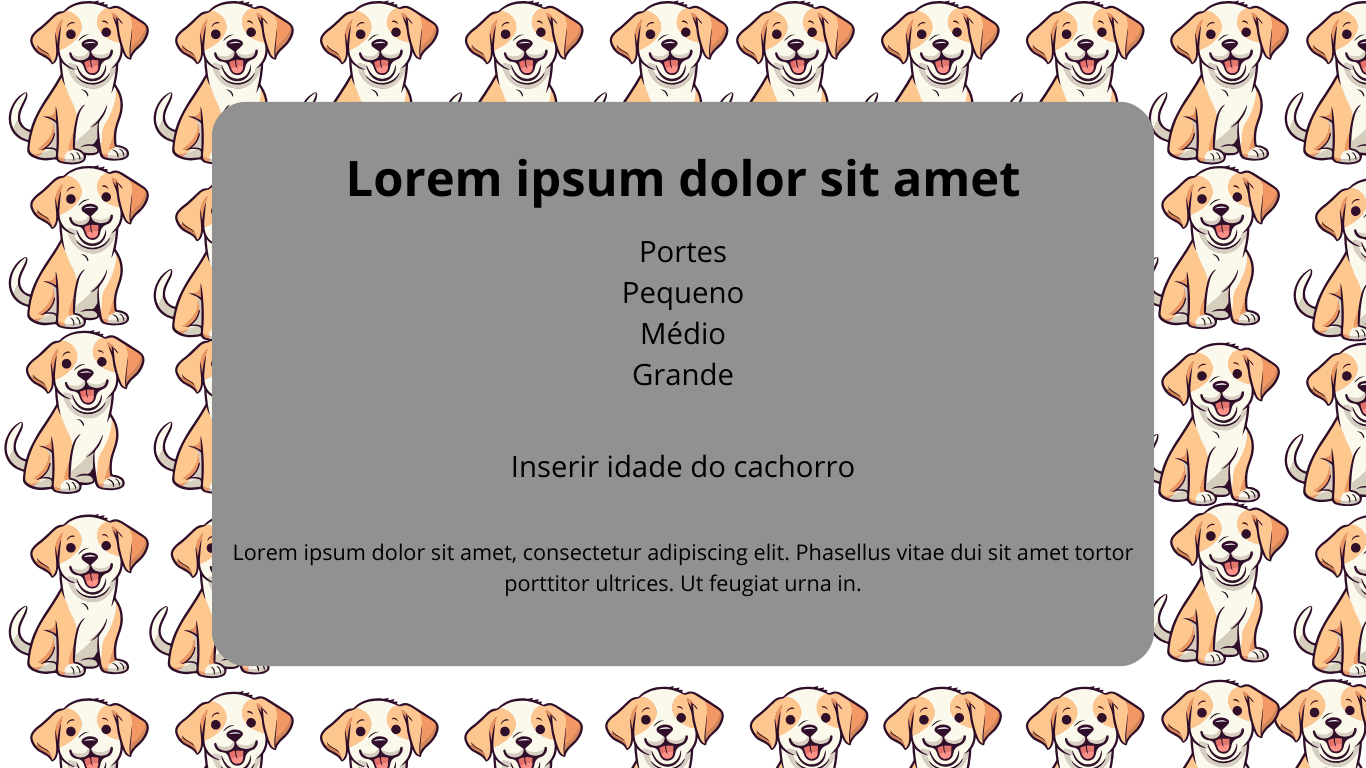 Lorem ipsum dolor sit amet
Portes
Pequeno
Médio
Grande
Inserir idade do cachorro
Lorem ipsum dolor sit amet, consectetur adipiscing elit. Phasellus vitae dui sit amet tortor
porttitor ultrices. Ut feugiat urna in.